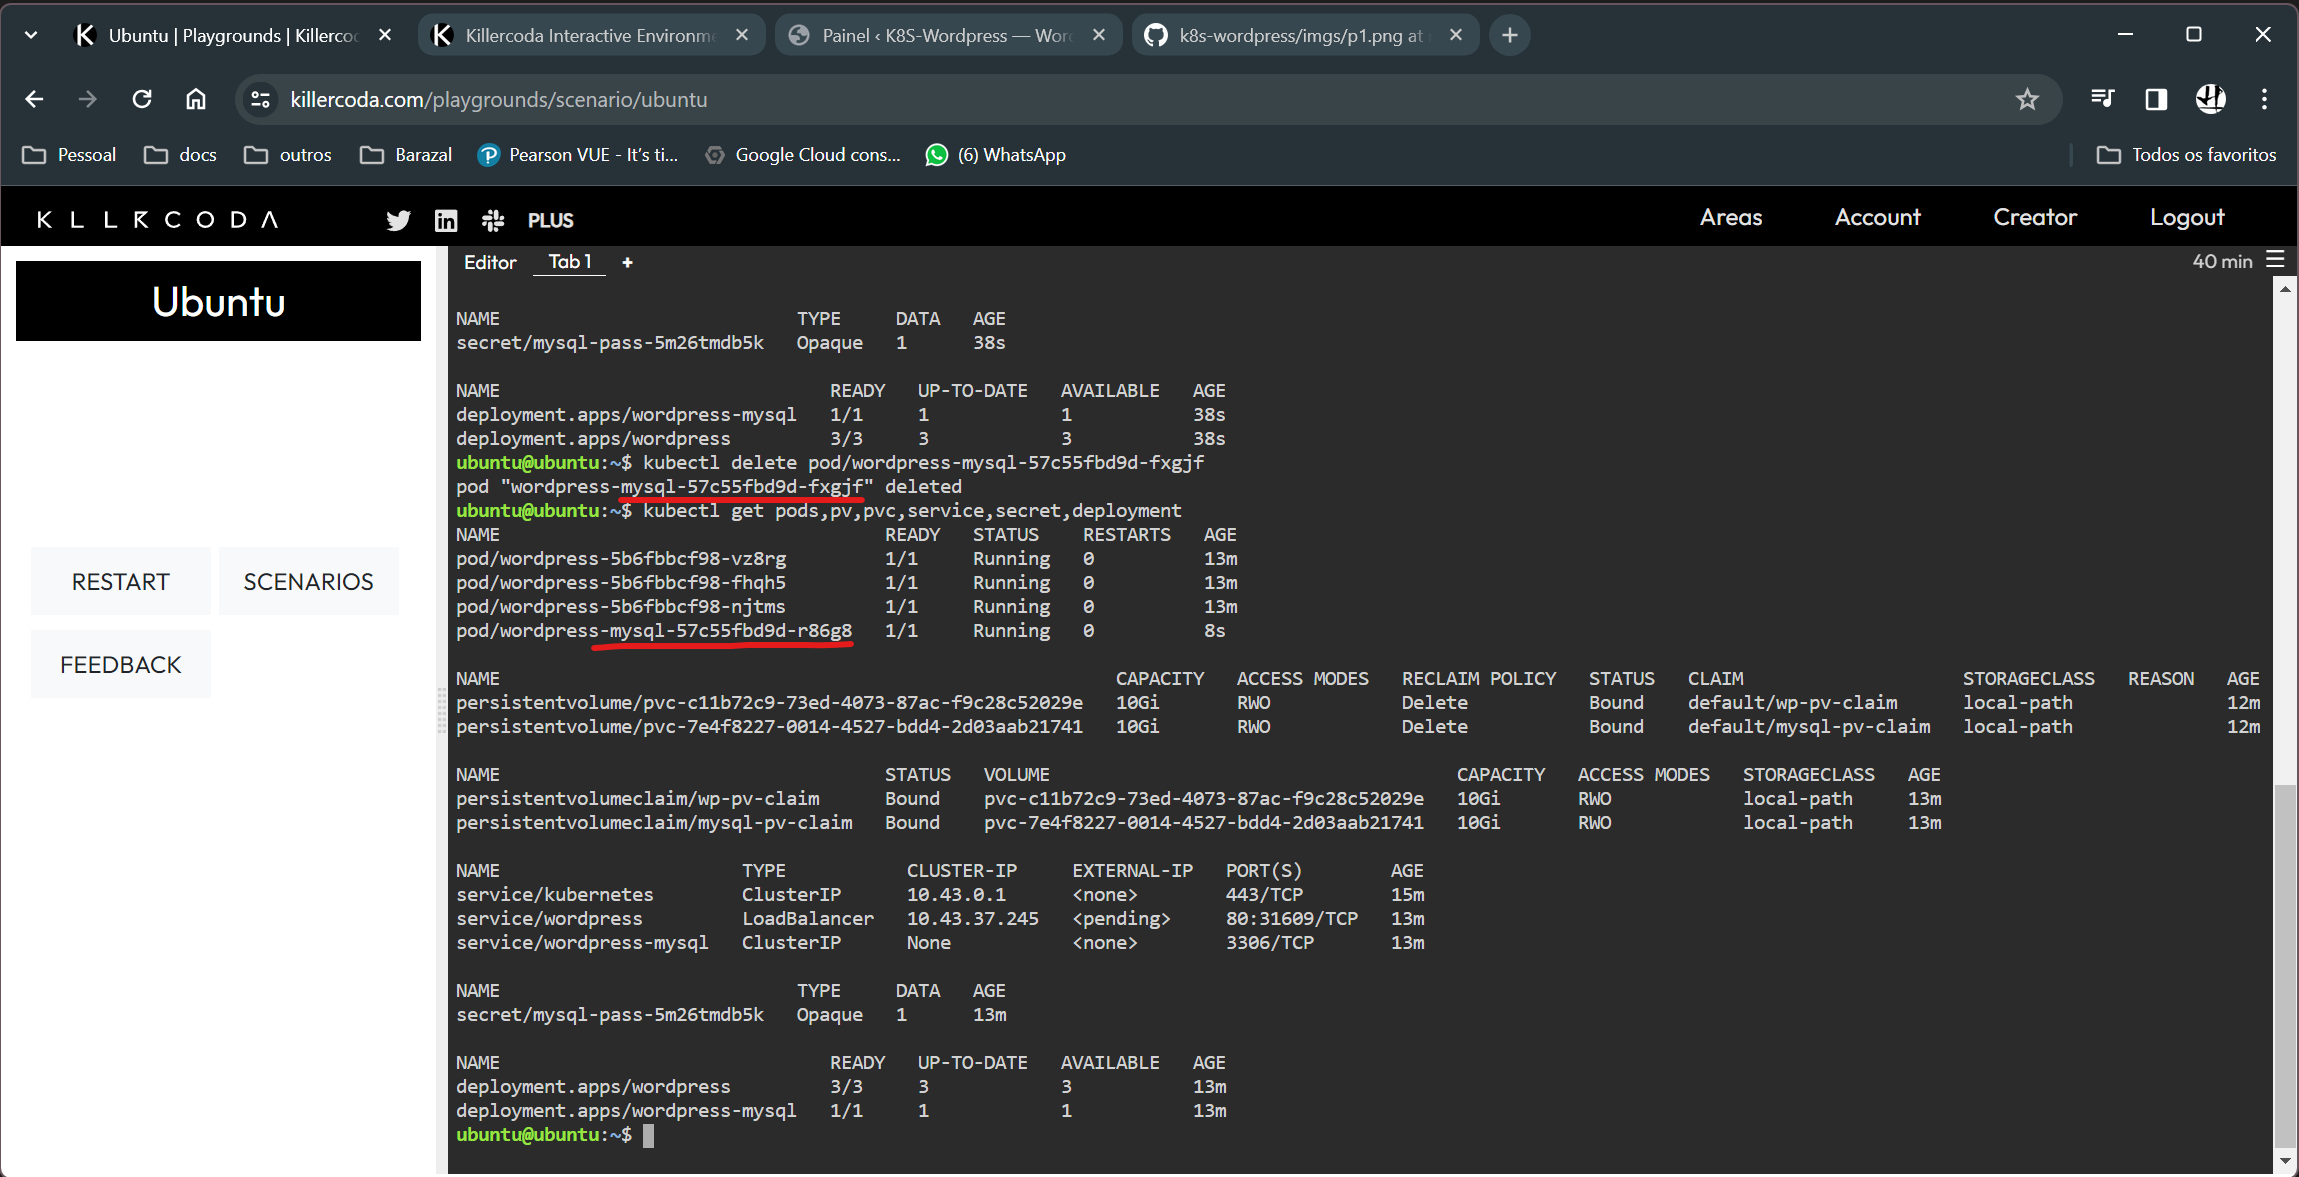 Ubuntu | Playgrounds | Killercod
Killercoda Interactive Environme
Painel ‹ K8S-Wordpress — Wor
k8s-wordpress/imgs/p1.png at
killercoda.com/playgrounds/scenario/ubuntu
Pessoal docs outros Barazal Pearson VUE - It's ti... Google Cloud cons... (6) WhatsApp Todos os favoritos
KLLRCODA PLUS Areas Account Creator Logout
Ubuntu
RESTART SCENARIOS
FEEDBACK
Editor Tab 1 + 40 min
NAME TYPE DATA AGE
secret/mysql-pass-5m26tmdb5k Opaque 1 38s
NAME READY UP-TO-DATE AVAILABLE AGE
deployment.apps/wordpress-mysql 1/1 1 1 38s
deployment.apps/wordpress 3/3 3 3 38s
ubuntu@ubuntu:~$ kubectl delete pod/wordpress-mysql-57c55fbd9d-fxgjf
pod "wordpress-mysql-57c55fbd9d-fxgjf" deleted
ubuntu@ubuntu:~$ kubectl get pods,pv,pvc,service,secret,deployment
NAME READY STATUS RESTARTS AGE
pod/wordpress-5b6fbbcf98-vz8rg 1/1 Running 0 13m
pod/wordpress-5b6fbbcf98-fhqh5 1/1 Running 0 13m
pod/wordpress-5b6fbbcf98-njtms 1/1 Running 0 13m
pod/wordpress-mysql-57c55fbd9d-r86g8 1/1 Running 0 8s
NAME CAPACITY ACCESS MODES RECLAIM POLICY STATUS CLAIM STORAGECLASS REASON AGE
persistentvolume/pvc-c11b72c9-73ed-4073-87ac-f9c28c52029e 10Gi RWO Delete Bound default/wp-pv-claim local-path 12m
persistentvolume/pvc-7e4f8227-0014-4527-bdd4-2d03aab21741 10Gi RWO Delete Bound default/mysql-pv-claim local-path 12m
NAME STATUS VOLUME CAPACITY ACCESS MODES STORAGECLASS AGE
persistentvolumeclaim/wp-pv-claim Bound pvc-c11b72c9-73ed-4073-87ac-f9c28c52029e 10Gi RWO local-path 13m
persistentvolumeclaim/mysql-pv-claim Bound pvc-7e4f8227-0014-4527-bdd4-2d03aab21741 10Gi RWO local-path 13m
NAME TYPE CLUSTER-IP EXTERNAL-IP PORT(S) AGE
service/kubernetes ClusterIP 10.43.0.1 <none> 443/TCP 15m
service/wordpress LoadBalancer 10.43.37.245 <pending> 80:31609/TCP 13m
service/wordpress-mysql ClusterIP None <none> 3306/TCP 13m
NAME TYPE DATA AGE
secret/mysql-pass-5m26tmdb5k Opaque 1 13m
NAME READY UP-TO-DATE AVAILABLE AGE
deployment.apps/wordpress 3/3 3 3 13m
deployment.apps/wordpress-mysql 1/1 1 1 13m
ubuntu@ubuntu:~$